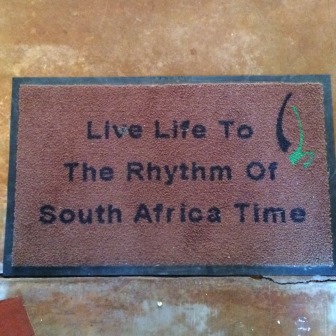 Live Life To
The Rhythm Of
South Africa Time